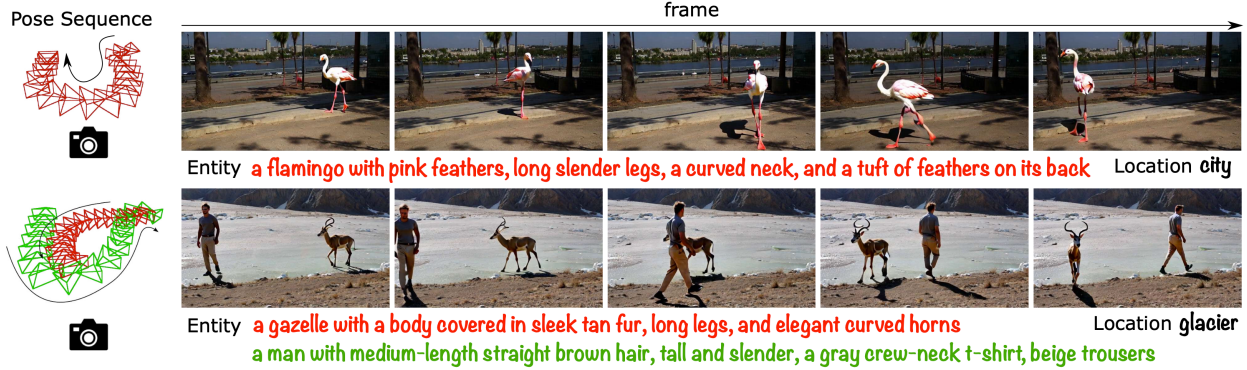 Pose Sequence
frame
Entity a flamingo with pink feathers, long slender legs, a curved neck, and a tuft of feathers on its back Location city
Entity a gazelle with a body covered in sleek tan fur, long legs, and elegant curved horns Location glacier
a man with medium-length straight brown hair, tall and slender, a gray crew-neck t-shirt, beige trousers